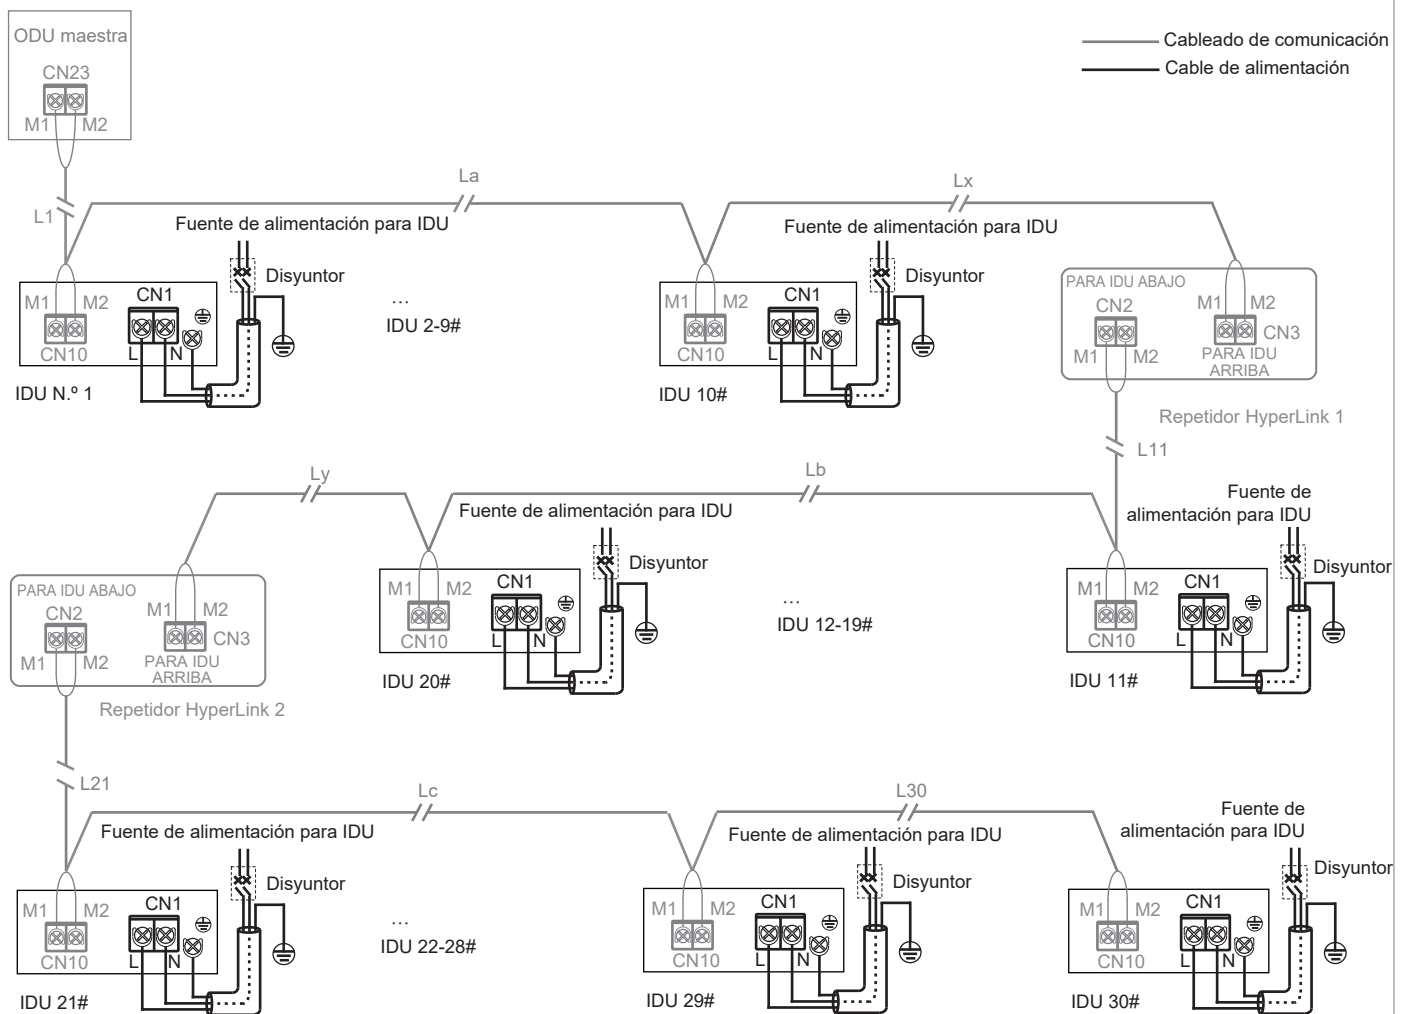 ODU maestra
CN23
M1 M2
Cableado de comunicación
Cable de alimentación
L1
La
Lx
Fuente de alimentación para IDU
Disyuntor
M1 M2
CN1
CN10
L N
IDU N.º 1
...
IDU 2-9#
Fuente de alimentación para IDU
Disyuntor
M1 M2
CN1
CN10
L N
IDU 10#
PARA IDU ABAJO
CN2
M1 M2
M1 M2
CN3
PARA IDU
ARRIBA
Repetidor HyperLink 1
L11
Ly
Lb
PARA IDU ABAJO
CN2
M1 M2
M1 M2
CN3
PARA IDU
ARRIBA
Repetidor HyperLink 2
Fuente de alimentación para IDU
Disyuntor
M1 M2
CN1
CN10
L N
IDU 20#
...
IDU 12-19#
Fuente de
alimentación para IDU
Disyuntor
M1 M2
CN1
CN10
L N
IDU 11#
L21
Lc
L30
Fuente de alimentación para IDU
Disyuntor
M1 M2
CN1
CN10
L N
IDU 21#
...
IDU 22-28#
Fuente de alimentación para IDU
Disyuntor
M1 M2
CN1
CN10
L N
IDU 29#
Fuente de
alimentación para IDU
Disyuntor
M1 M2
CN1
CN10
L N
IDU 30#